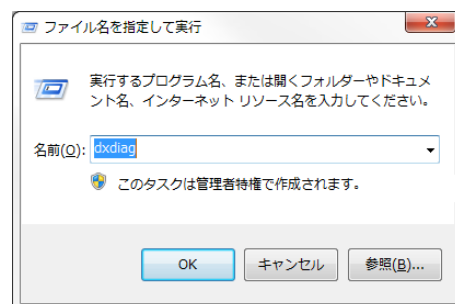 ファイル名を指定して実行
実行するプログラム名、または開くフォルダーやドキュメ
ント名、インターネット リソース名を入力してください。
名前(O): dxdiag
このタスクは管理者特権で作成されます。
OK キャンセル 参照(B)...